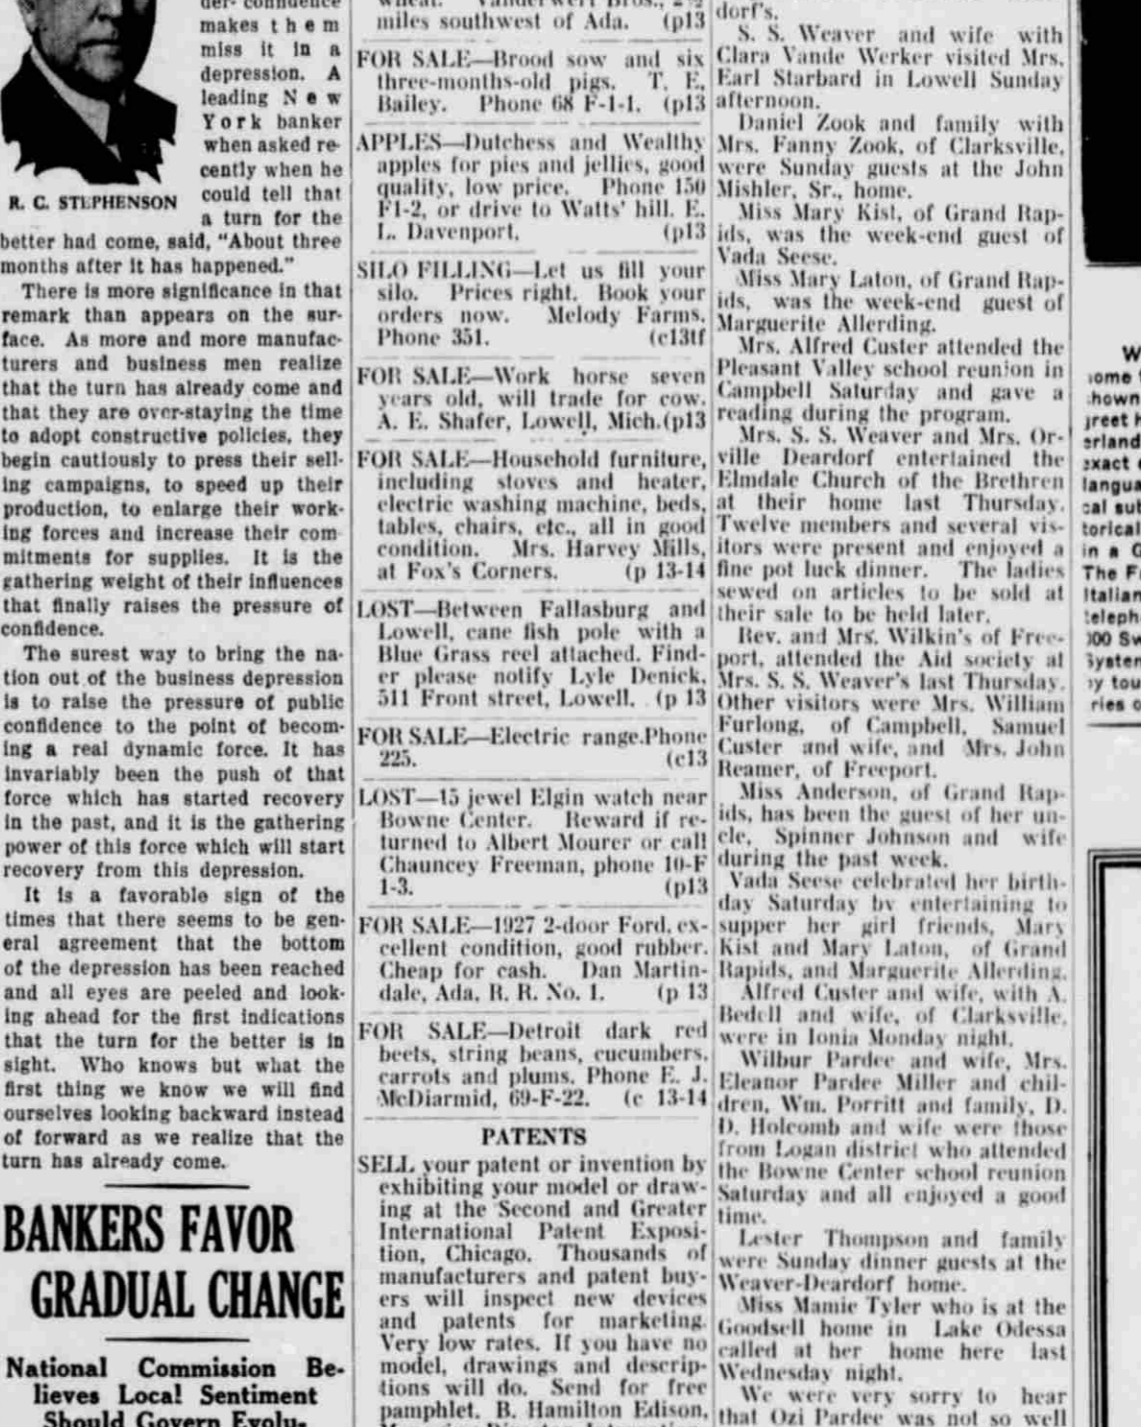 makes them
miss it in a
depression. A
leading New
York banker
when asked re-
cently when he
could tell that
a turn for the
R. C. STEPHENSON
better had come, said, "About three
months after it has happened."
There is more significance in that
remark than appears on the sur-
face. As more and more manufac-
turers and business men realize
that the turn has already come and
that they are over-staying the time
to adopt constructive policies, they
begin cautiously to press their sell-
ing campaigns, to speed up their
production, to enlarge their work-
ing forces and increase their com
mitments for supplies. It is the
gathering weight of their influences
that finally raises the pressure of
confidence.
The surest way to bring the na-
tion out of the business depression
is to raise the pressure of public
confidence to the point of becom-
ing a real dynamic force. It has
invariably been the push of that
force which has started recovery
in the past, and it is the gathering
power of this force which will start
recovery from this depression.
It is a favorable sign of the
times that there seems to be gen-
eral agreement that the bottom
of the depression has been reached
and all eyes are peeled and look-
ing ahead for the first indications
that the turn for the better is in
sight. Who knows but what the
first thing we know we will find
ourselves looking backward instead
of forward as we realize that the
turn has already come.
BANKERS FAVOR
GRADUAL CHANGE
National Commission Be-
lieves Local Sentiment
Should Govern Evolu-
miles southwest of Ada. (p13
FOR SALE—Brood sow and six
three-months-old pigs. T. E.
Bailey. Phone 68 F-1-1. (p13
APPLES—Dutchess and Wealthy
apples for pies and jellies, good
quality, low price. Phone 150
F1-2, or drive to Watts' hill. E.
L. Davenport. (p13
SILO FILLING—Let us fill your
silo. Prices right. Book your
orders now. Melody Farms.
Phone 351. (c13tf
FOR SALE—Work horse seven
years old, will trade for cow.
A. E. Shafer, Lowell, Mich.(p13
FOR SALE—Household furniture,
including stoves and heater,
electric washing machine, beds,
tables, chairs, etc., all in good
condition. Mrs. Harvey Mills,
at Fox's Corners. (p 13-14
LOST—Between Fallasburg and
Lowell, cane fish pole with a
Blue Grass reel attached. Find-
er please notify Lyle Denick,
511 Front street, Lowell. (p 13
FOR SALE—Electric range.Phone
225. (c13
LOST—15 jewel Elgin watch near
Bowne Center. Reward if re-
turned to Albert Mourer or call
Chauncey Freeman, phone 10-F
1-3. (p13
FOR SALE—1927 2-door Ford, ex-
cellent condition, good rubber.
Cheap for cash. Dan Martin-
dale, Ada, R. R. No. 1. (p 13
FOR SALE—Detroit dark red
beets, string beans, cucumbers,
carrots and plums. Phone E. J.
McDiarmid, 69-F-22. (c 13-14
PATENTS
SELL your patent or invention by
exhibiting your model or draw-
ing at the Second and Greater
International Patent Exposi-
tion, Chicago. Thousands of
manufacturers and patent buy-
ers will inspect new devices
and patents for marketing.
Very low rates. If you have no
model, drawings and descrip-
tions will do. Send for free
pamphlet. B. Hamilton Edison,
dorf's.
S. S. Weaver and wife with
Clara Vande Werker visited Mrs.
Earl Starbard in Lowell Sunday
afternoon.
Daniel Zook and family with
Mrs. Fanny Zook, of Clarksville,
were Sunday guests at the John
Mishler, Sr., home.
Miss Mary Kist, of Grand Rap-
ids, was the week-end guest of
Vada Seese.
Miss Mary Laton, of Grand Rap-
ids, was the week-end guest of
Marguerite Allerding.
Mrs. Alfred Custer attended the
Pleasant Valley school reunion in
Campbell Saturday and gave a
reading during the program.
Mrs. S. S. Weaver and Mrs. Or-
ville Deardorf entertained the
Elmdale Church of the Brethren
at their home last Thursday.
Twelve members and several vis-
itors were present and enjoyed a
fine pot luck dinner. The ladies
sewed on articles to be sold at
their sale to be held later.
Rev. and Mrs. Wilkin's of Free-
port, attended the Aid society at
Mrs. S. S. Weaver's last Thursday.
Other visitors were Mrs. William
Furlong, of Campbell, Samuel
Custer and wife, and Mrs. John
Reamer, of Freeport.
Miss Anderson, of Grand Rap-
ids, has been the guest of her un-
cle, Spinner Johnson and wife
during the past week.
Vada Seese celebrated her birth-
day Saturday by entertaining to
supper her girl friends, Mary
Kist and Mary Laton, of Grand
Rapids, and Marguerite Allerding.
Alfred Custer and wife, with A.
Bedell and wife, of Clarksville,
were in Ionia Monday night.
Wilbur Pardee and wife, Mrs.
Eleanor Pardee Miller and chil-
dren, Wm. Porritt and family, D.
D. Holcomb and wife were those
from Logan district who attended
the Bowne Center school reunion
Saturday and all enjoyed a good
time.
Lester Thompson and family
were Sunday dinner guests at the
Weaver-Deardorf home.
Miss Mamie Tyler who is at the
Goodsell home in Lake Odessa
called at her home here last
Wednesday night.
We were very sorry to hear
that Ozi Pardee was not so well